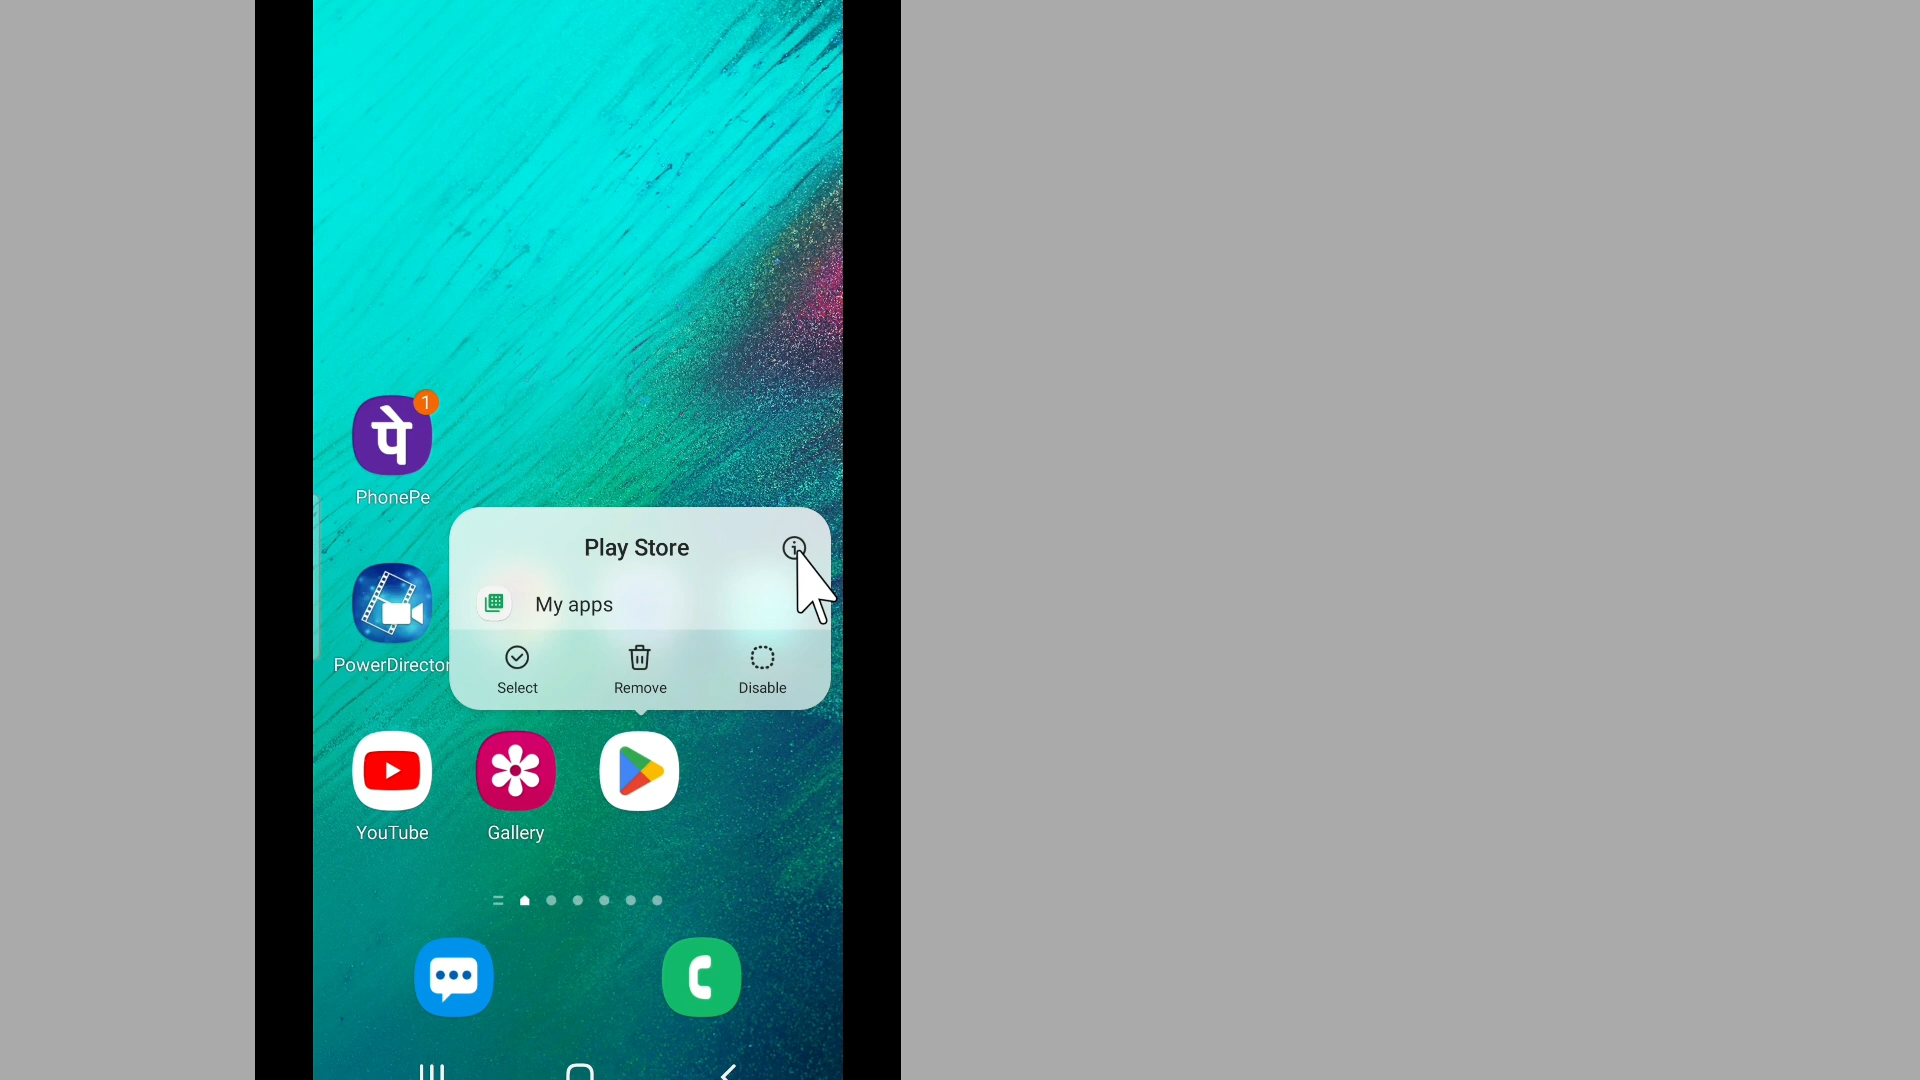 पे
1
PhonePe
Play Store
My apps
PowerDirector
Select
Remove
Disable
YouTube
Gallery